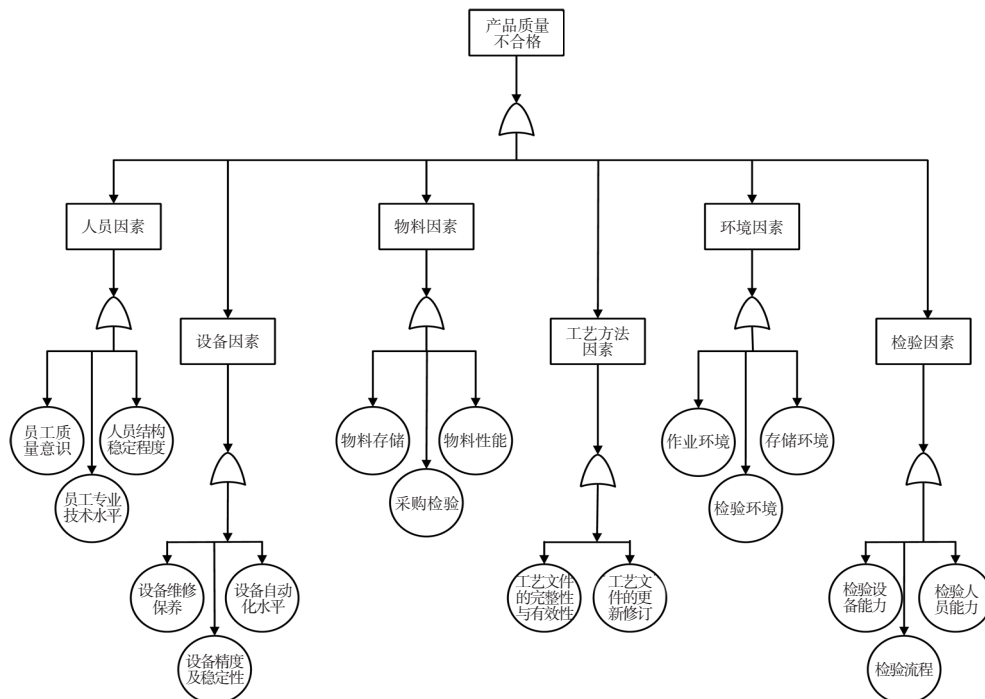 产品质量
不合格
人员因素
物料因素
环境因素
设备因素
工艺方法
因素
检验因素
员工质
量意识
人员结构
稳定程度
员工专业
技术水平
物料存储
物料性能
采购检验
作业环境
存储环境
检验环境
设备维修
保养
设备自动
化水平
设备精度
及稳定性
工艺文件
的完整性
与有效性
工艺文
件的更
新修订
检验设
备能力
检验人
员能力
检验流程